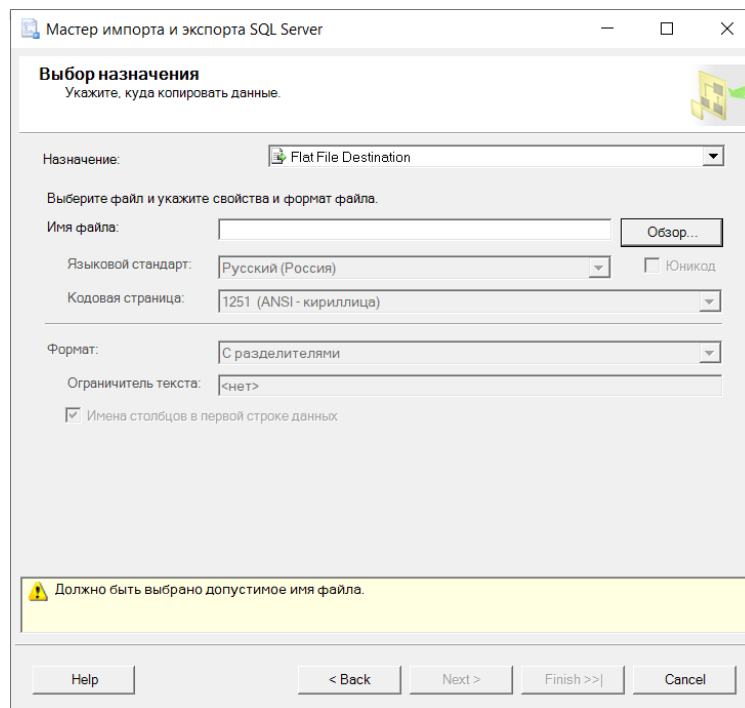 Мастер импорта и экспорта SQL Server
Выбор назначения
Укажите, куда копировать данные.
Назначение: Flat File Destination
Выберите файл и укажите свойства и формат файла.
Имя файла: Обзор...
Языковой стандарт: Русский (Россия) Юникод
Кодовая страница: 1251 (ANSI - кириллица)
Формат: С разделителями
Ограничитель текста: <нет>
Имена столбцов в первой строке данных
Должно быть выбрано допустимое имя файла.
Help < Back Next > Finish >>| Cancel